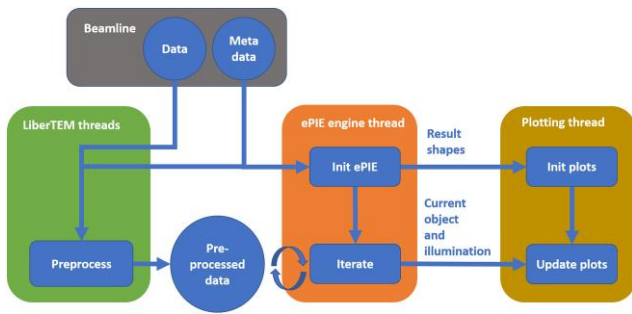 Beamline
Data
Meta
data
LiberTEM threads
ePIE engine thread
Plotting thread
Result
shapes
Init ePIE
Init plots
Current
object
and
illumination
Preprocess
Pre-
processed
data
Iterate
Update plots